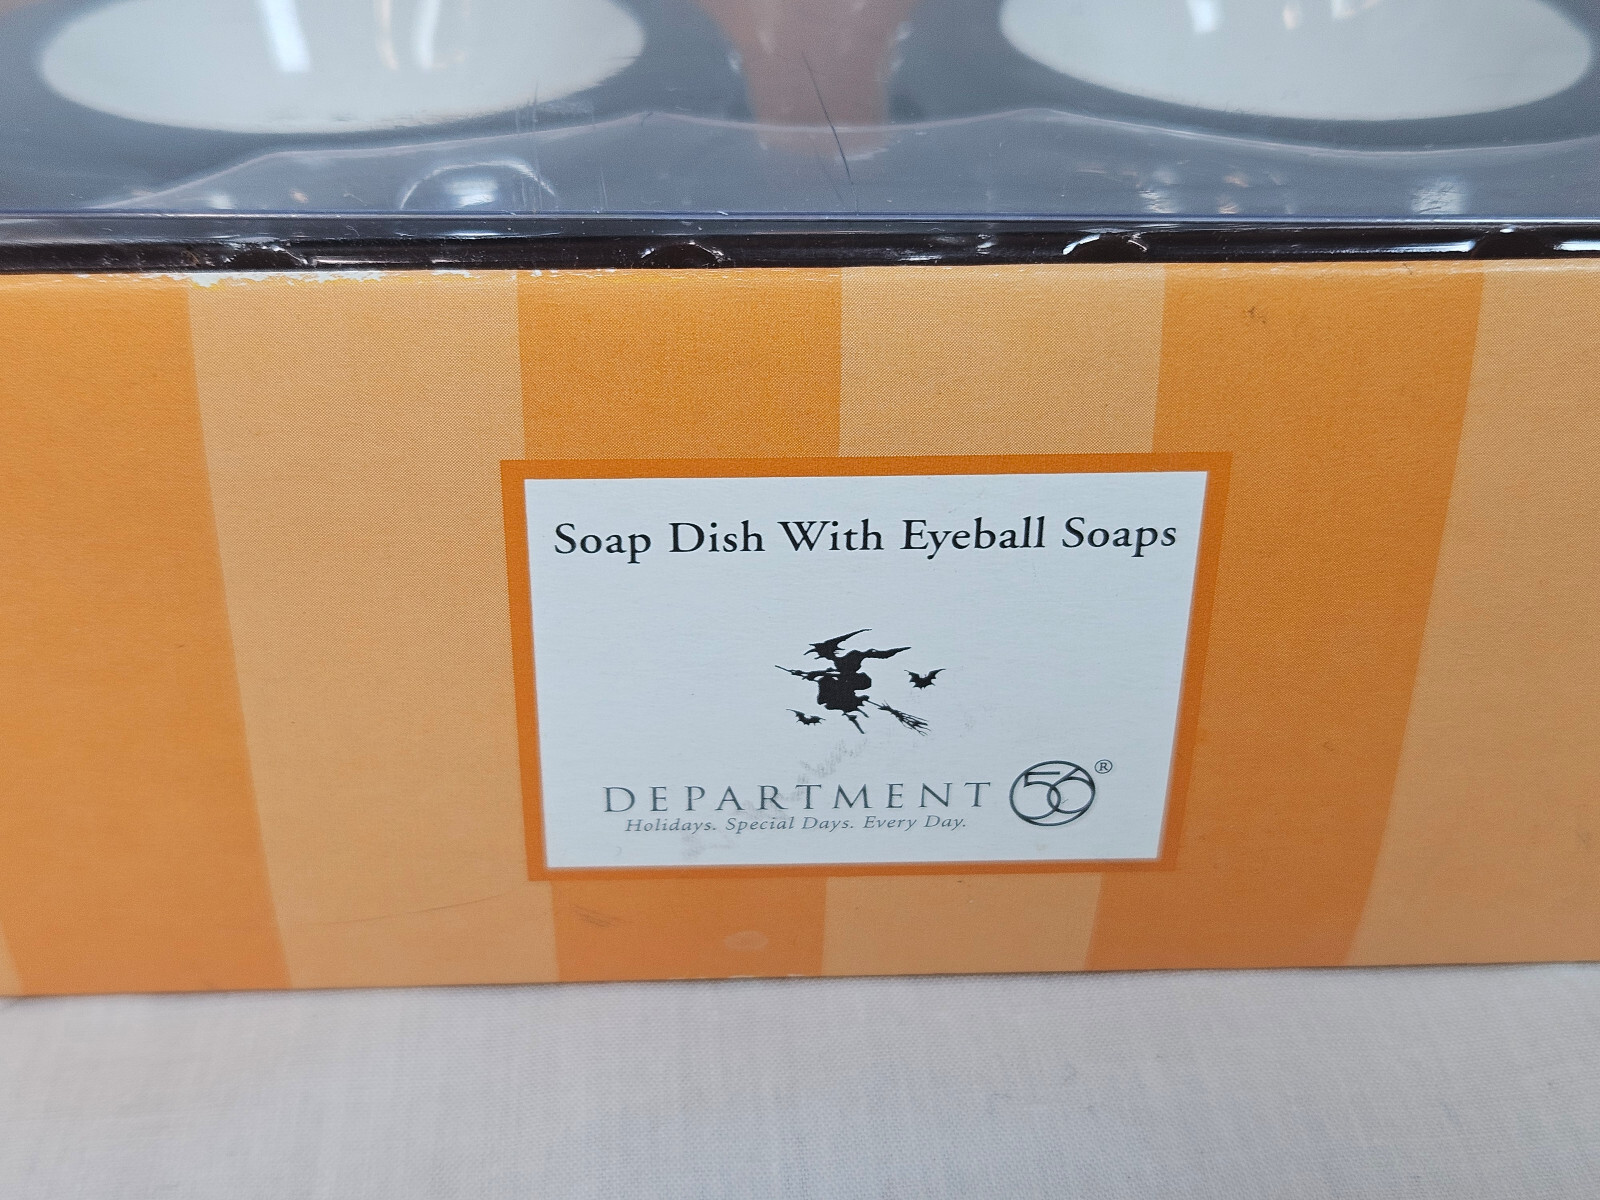 Soap Dish With Eyeball Soaps
DEPARTMENT 56®
Holidays. Special Days. Every Day.